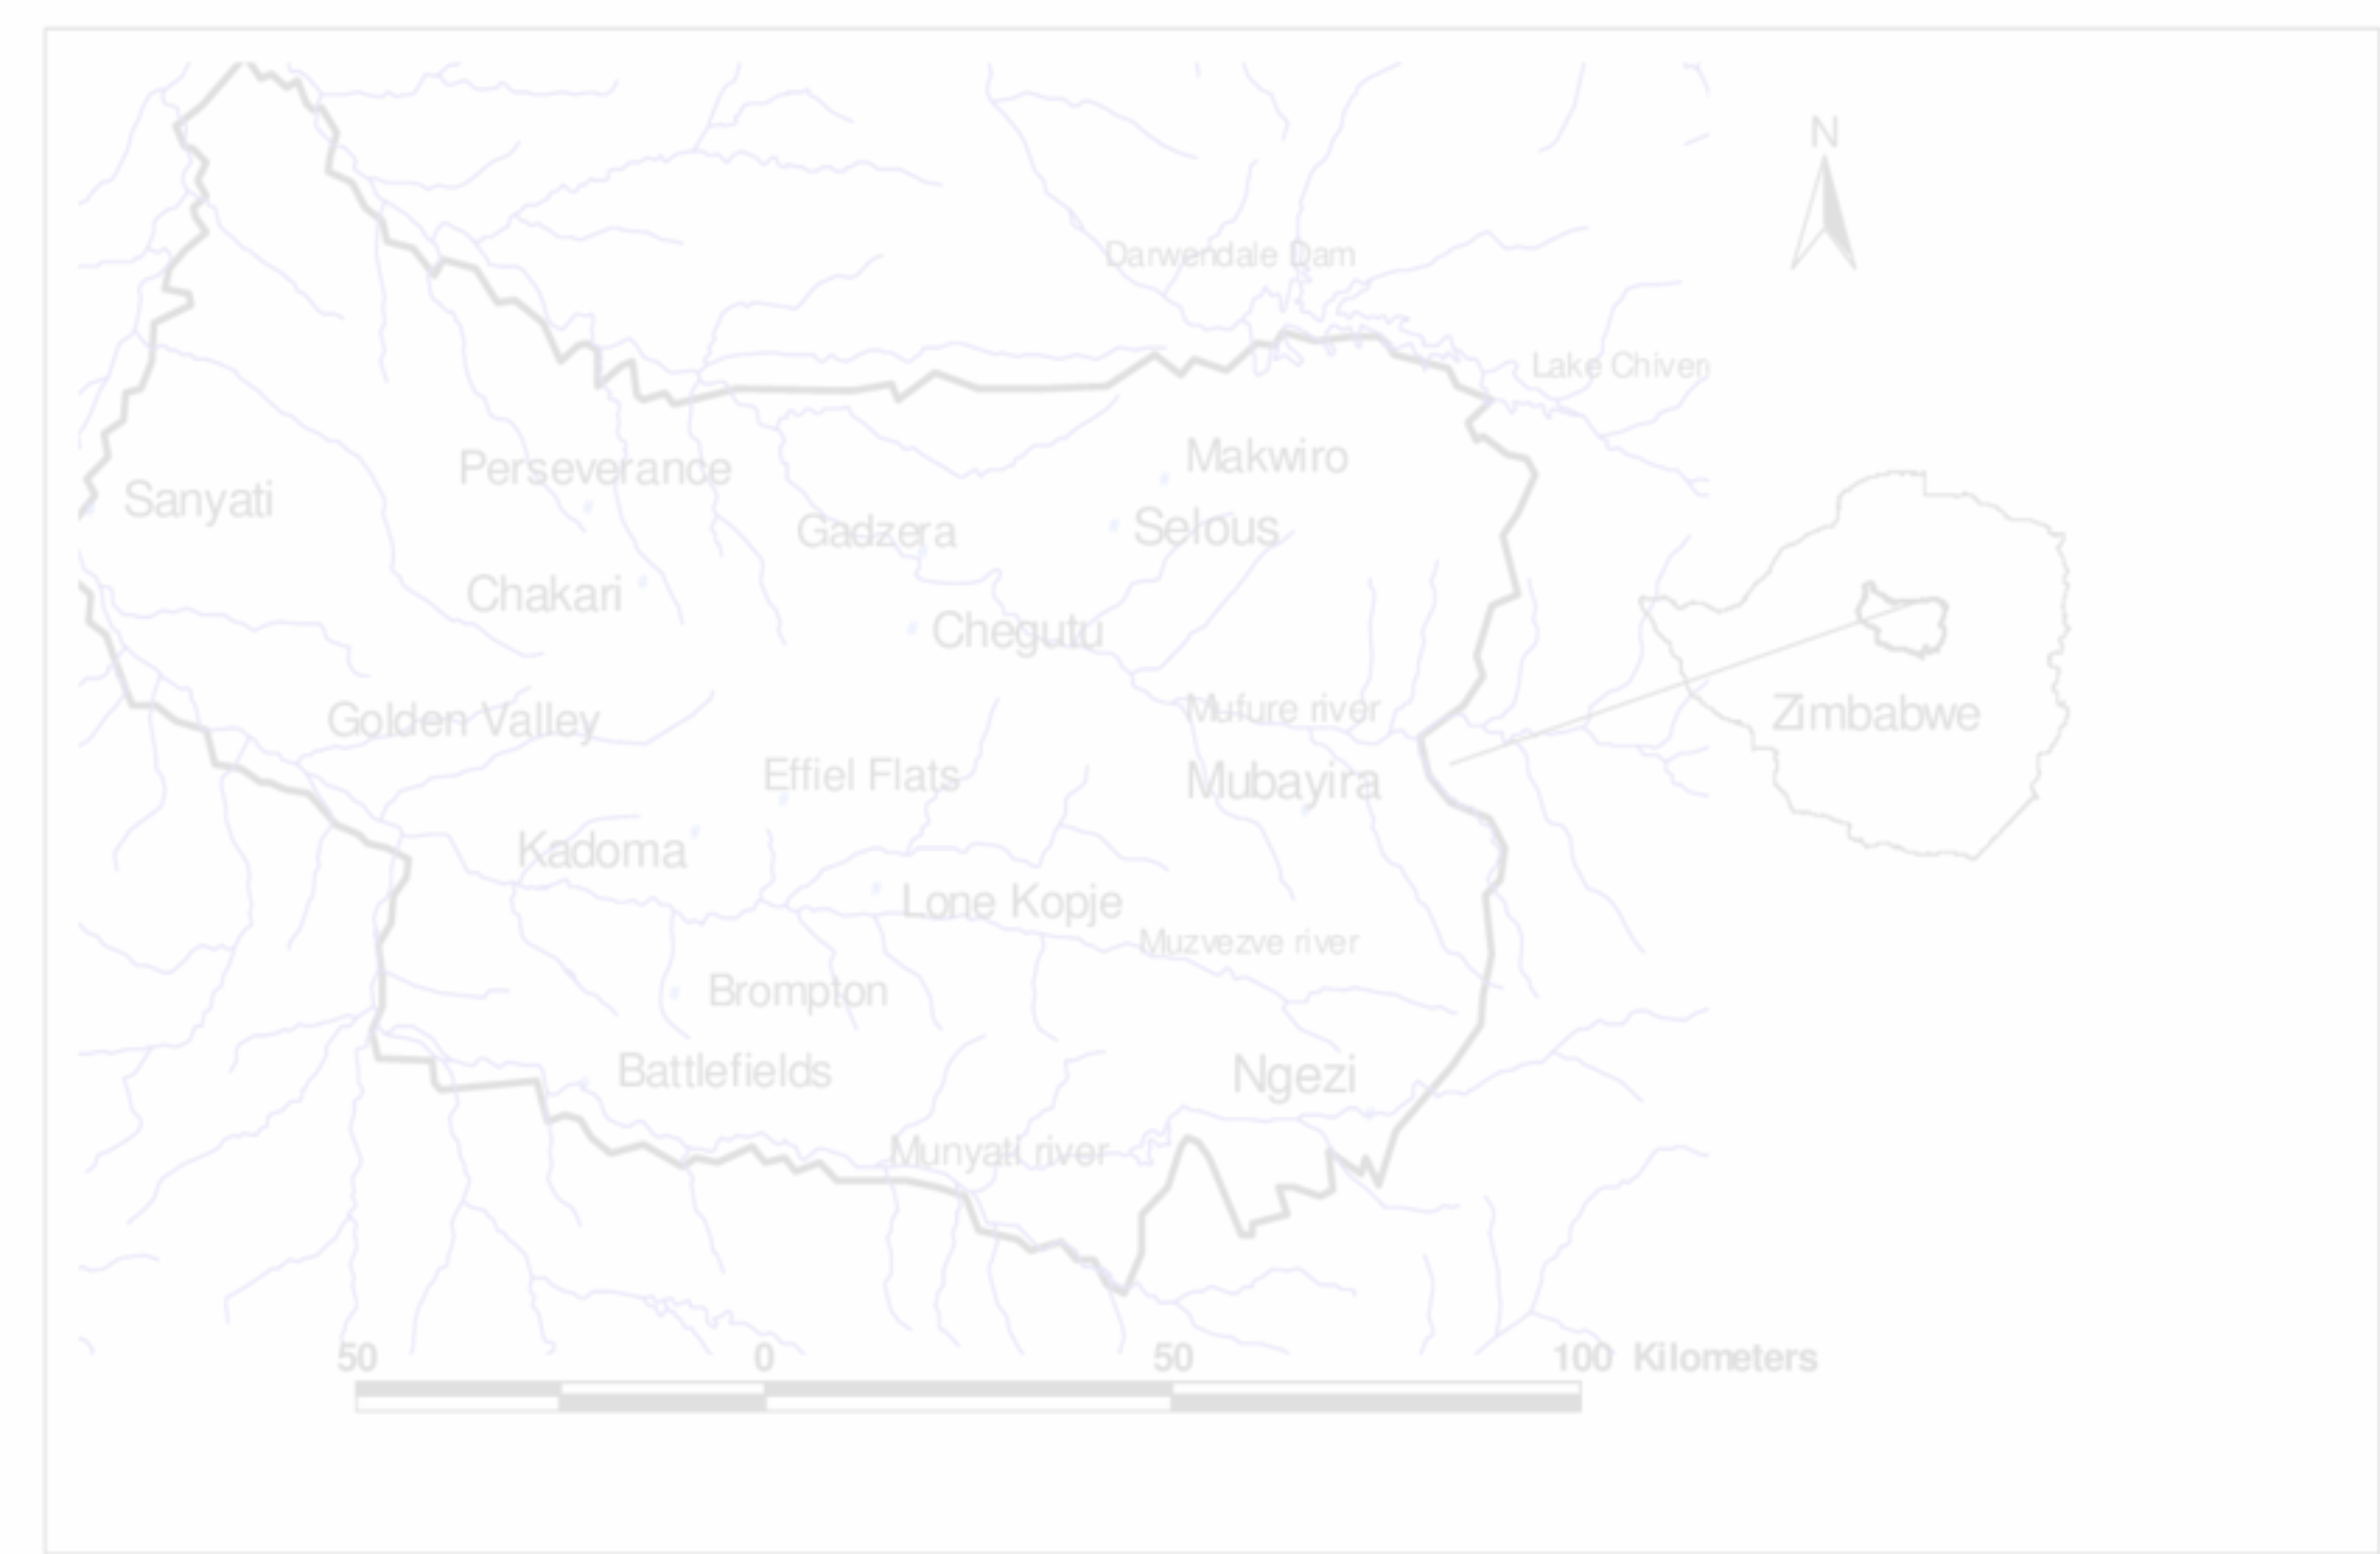 N
Darwendale Dam
Lake Chivero
Makwiro
Perseverance
Sanyati
Selous
Gadzera
Chakari
Chegutu
Mufure river
Zimbabwe
Golden Valley
Effiel Flats
Mubayira
Kadoma
Lone Kopje
Muzvezve river
Brompton
Battlefields
Ngezi
Munyati river
50 0 50 100 Kilometers